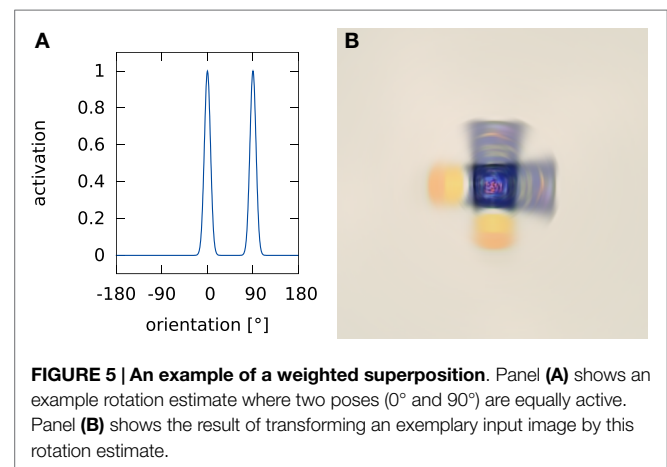 A
B
1
0.8
0.6
0.4
0.2
0
activation
-180 -90 0 90 180
orientation [°]
FIGURE 5 | An example of a weighted superposition. Panel (A) shows an
example rotation estimate where two poses (0° and 90°) are equally active.
Panel (B) shows the result of transforming an exemplary input image by this
rotation estimate.